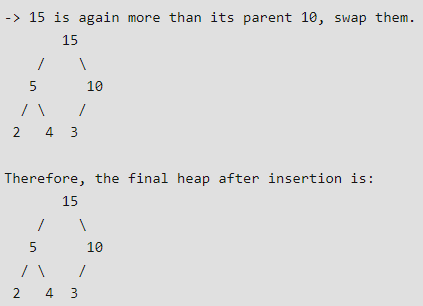 -> 15 is again more than its parent 10, swap them.
15
/ \
5 10
/ \ /
2 4 3
Therefore, the final heap after insertion is:
15
/ \
5 10
/ \ /
2 4 3